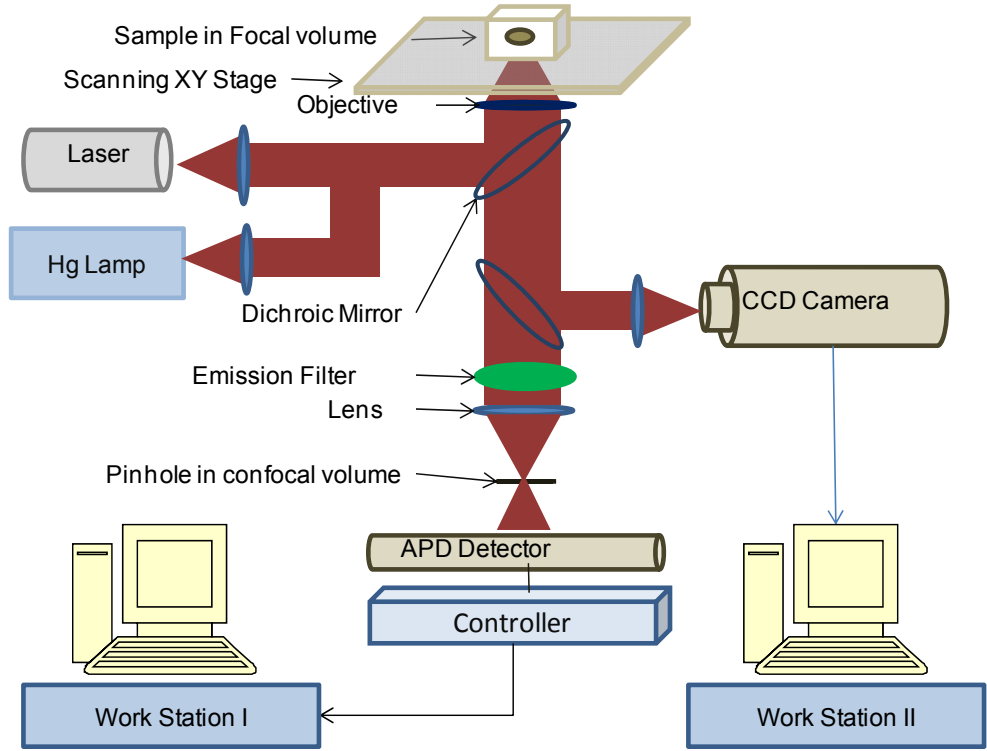 Sample in Focal volume
Scanning XY Stage
Objective
Laser
Hg Lamp
Dichroic Mirror
CCD Camera
Emission Filter
Lens
Pinhole in confocal volume
APD Detector
Controller
Work Station I
Work Station II